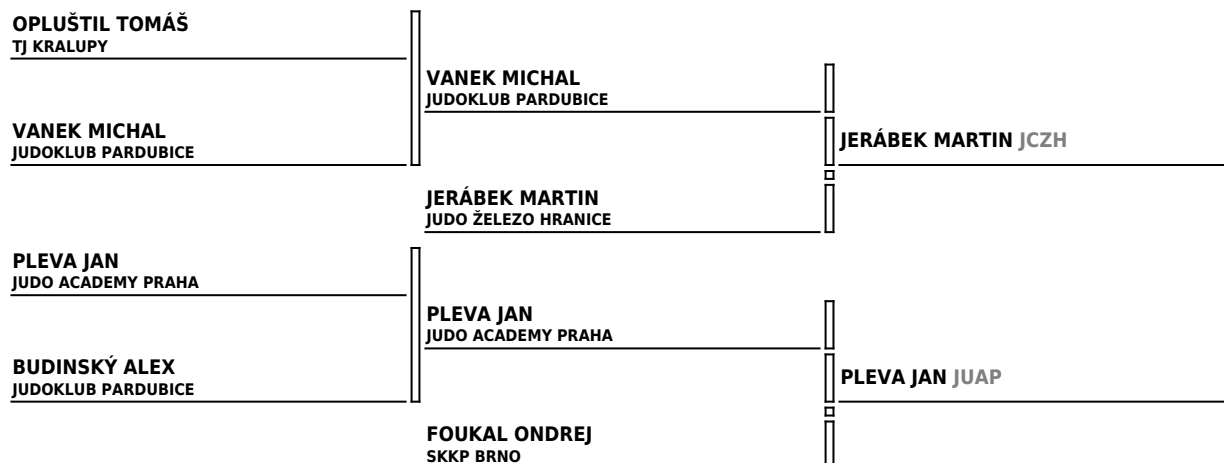 OPLUŠTIL TOMÁŠ
TJ KRALUPY
VANEK MICHAL
JUDOKLUB PARDUBICE
VANEK MICHAL
JUDOKLUB PARDUBICE
JERÁBEK MARTIN JCZH
JERÁBEK MARTIN
JUDO ŽELEZO HRANICE
PLEVA JAN
JUDO ACADEMY PRAHA
PLEVA JAN
JUDO ACADEMY PRAHA
BUDINSKÝ ALEX
JUDOKLUB PARDUBICE
PLEVA JAN JUAP
FOUKAL ONDREJ
SKKP BRNO